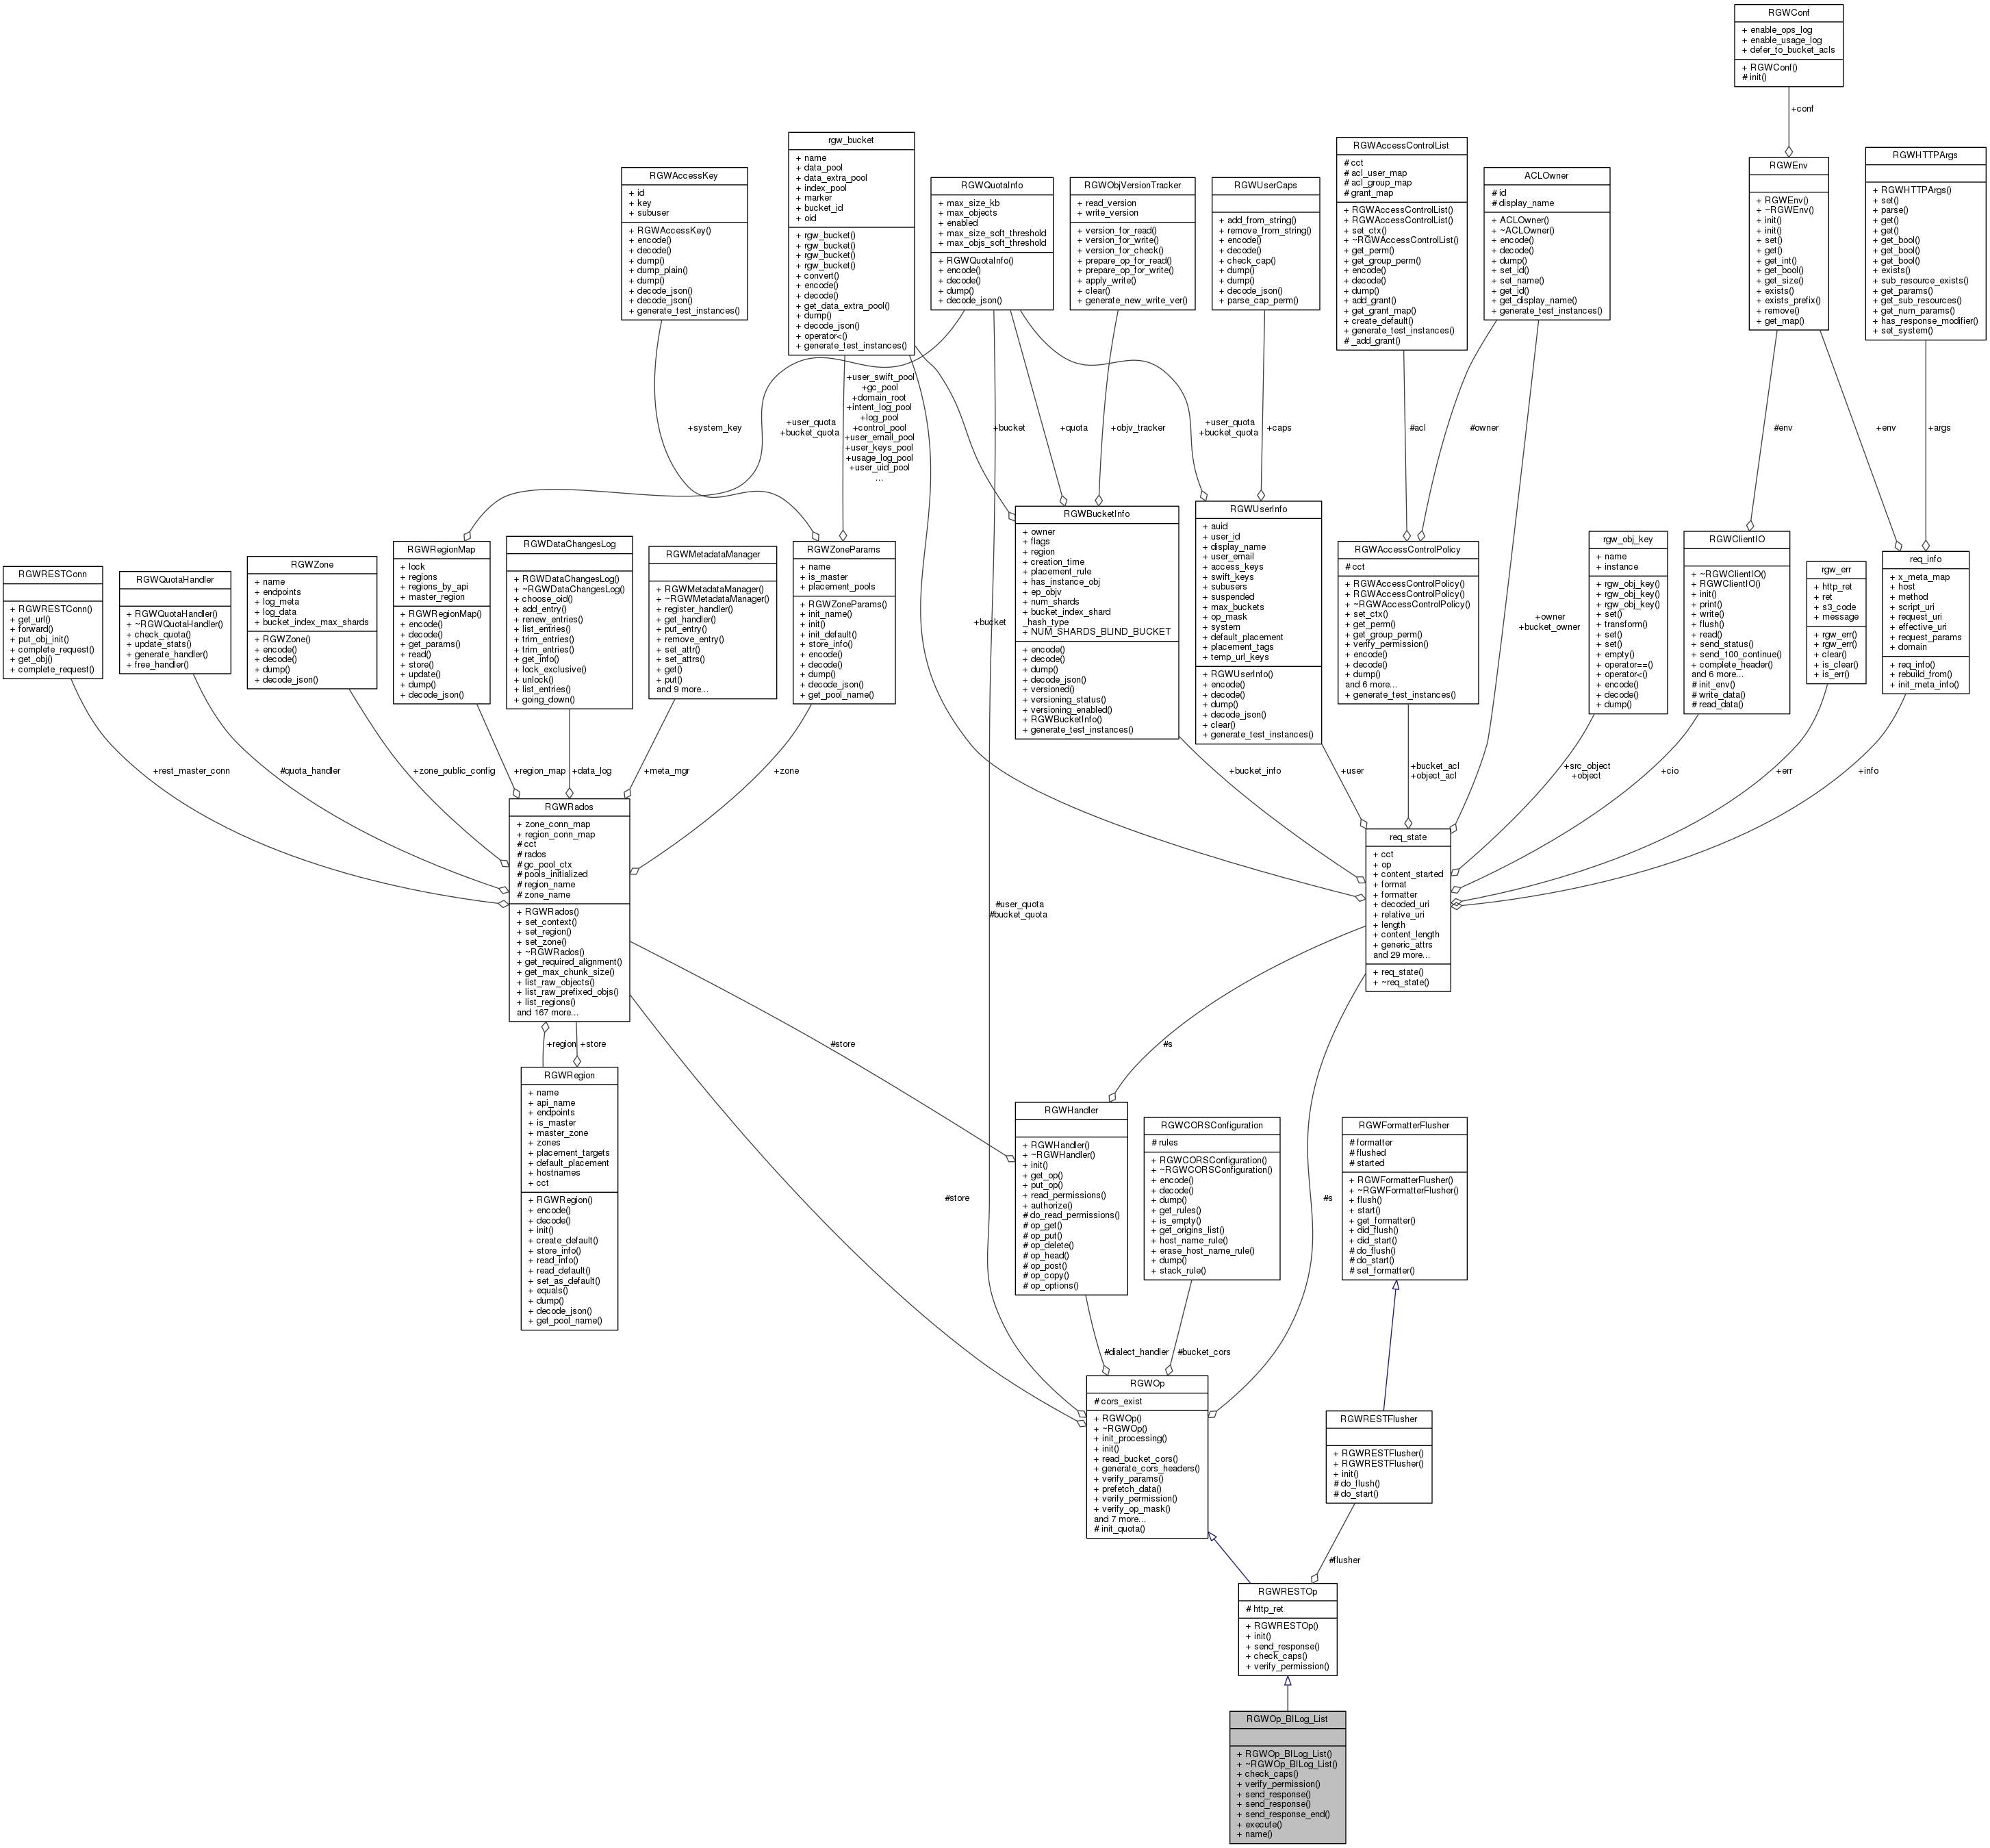 RGWConf
+ enable_ops_log
+ enable_usage_log
+ defer_to_bucket_acls
+ RGWConf()
# init()
+conf
rgw_bucket
+ name
+ data_pool
+ data_extra_pool
+ index_pool
+ marker
+ bucket_id
+ oid
+ rgw_bucket()
+ rgw_bucket()
+ rgw_bucket()
+ rgw_bucket()
+ convert()
+ encode()
+ decode()
+ get_data_extra_pool()
+ dump()
+ decode_json()
+ operator<()
+ generate_test_instances()
RGWAccessControlList
# cct
# acl_user_map
# acl_group_map
# grant_map
+ RGWAccessControlList()
+ RGWAccessControlList()
+ set_ctx()
+ ~RGWAccessControlList()
+ get_perm()
+ get_group_perm()
+ encode()
+ decode()
+ dump()
+ add_grant()
+ get_grant_map()
+ create_default()
+ generate_test_instances()
# _add_grant()
RGWHTTPArgs
+ RGWHTTPArgs()
+ set()
+ parse()
+ get()
+ get()
+ get_bool()
+ get_bool()
+ get_bool()
+ exists()
+ sub_resource_exists()
+ get_params()
+ get_sub_resources()
+ get_num_params()
+ has_response_modifier()
+ set_system()
RGWEnv
+ RGWEnv()
+ ~RGWEnv()
+ init()
+ init()
+ set()
+ get()
+ get_int()
+ get_bool()
+ get_size()
+ exists()
+ exists_prefix()
+ remove()
+ get_map()
RGWAccessKey
+ id
+ key
+ subuser
+ RGWAccessKey()
+ encode()
+ decode()
+ dump()
+ dump_plain()
+ dump()
+ decode_json()
+ decode_json()
+ generate_test_instances()
ACLOwner
# id
# display_name
+ ACLOwner()
+ ~ACLOwner()
+ encode()
+ decode()
+ dump()
+ set_id()
+ set_name()
+ get_id()
+ get_display_name()
+ generate_test_instances()
RGWQuotaInfo
+ max_size_kb
+ max_objects
+ enabled
+ max_size_soft_threshold
+ max_objs_soft_threshold
+ RGWQuotaInfo()
+ encode()
+ decode()
+ dump()
+ decode_json()
RGWObjVersionTracker
+ read_version
+ write_version
+ version_for_read()
+ version_for_write()
+ version_for_check()
+ prepare_op_for_read()
+ prepare_op_for_write()
+ apply_write()
+ clear()
+ generate_new_write_ver()
RGWUserCaps
+ add_from_string()
+ remove_from_string()
+ encode()
+ decode()
+ check_cap()
+ dump()
+ dump()
+ decode_json()
+ parse_cap_perm()
+system_key
+user_quota
+bucket_quota
+user_swift_pool
+gc_pool
+domain_root
+intent_log_pool
+log_pool
+control_pool
+user_email_pool
+user_keys_pool
+usage_log_pool
+user_uid_pool
...
+bucket
+quota
+objv_tracker
+user_quota
+bucket_quota
+caps
#acl
#owner
+owner
+bucket_owner
#env
+env
+args
RGWRESTConn
+ RGWRESTConn()
+ get_url()
+ forward()
+ put_obj_init()
+ complete_request()
+ get_obj()
+ complete_request()
RGWQuotaHandler
+ RGWQuotaHandler()
+ ~RGWQuotaHandler()
+ check_quota()
+ update_stats()
+ generate_handler()
+ free_handler()
RGWZone
+ name
+ endpoints
+ log_meta
+ log_data
+ bucket_index_max_shards
+ RGWZone()
+ encode()
+ decode()
+ dump()
+ decode_json()
RGWRegionMap
+ lock
+ regions
+ regions_by_api
+ master_region
+ RGWRegionMap()
+ encode()
+ decode()
+ get_params()
+ read()
+ store()
+ update()
+ dump()
+ decode_json()
RGWDataChangesLog
+ RGWDataChangesLog()
+ ~RGWDataChangesLog()
+ choose_oid()
+ add_entry()
+ renew_entries()
+ list_entries()
+ trim_entries()
+ trim_entries()
+ get_info()
+ lock_exclusive()
+ unlock()
+ list_entries()
+ going_down()
RGWMetadataManager
+ RGWMetadataManager()
+ ~RGWMetadataManager()
+ register_handler()
+ get_handler()
+ put_entry()
+ remove_entry()
+ set_attr()
+ set_attrs()
+ get()
+ put()
and 9 more...
RGWZoneParams
+ name
+ is_master
+ placement_pools
+ RGWZoneParams()
+ init_name()
+ init()
+ init_default()
+ store_info()
+ encode()
+ decode()
+ dump()
+ decode_json()
+ get_pool_name()
RGWBucketInfo
+ owner
+ flags
+ region
+ creation_time
+ placement_rule
+ has_instance_obj
+ ep_objv
+ num_shards
+ bucket_index_shard
_hash_type
+ NUM_SHARDS_BLIND_BUCKET
+ encode()
+ decode()
+ dump()
+ decode_json()
+ versioned()
+ versioning_status()
+ versioning_enabled()
+ RGWBucketInfo()
+ generate_test_instances()
RGWUserInfo
+ auid
+ user_id
+ display_name
+ user_email
+ access_keys
+ swift_keys
+ subusers
+ suspended
+ max_buckets
+ op_mask
+ system
+ default_placement
+ placement_tags
+ temp_url_keys
+ RGWUserInfo()
+ encode()
+ decode()
+ dump()
+ decode_json()
+ clear()
+ generate_test_instances()
RGWAccessControlPolicy
# cct
+ RGWAccessControlPolicy()
+ RGWAccessControlPolicy()
+ ~RGWAccessControlPolicy()
+ set_ctx()
+ get_perm()
+ get_group_perm()
+ verify_permission()
+ encode()
+ decode()
+ dump()
and 6 more...
+ generate_test_instances()
rgw_obj_key
+ name
+ instance
+ rgw_obj_key()
+ rgw_obj_key()
+ rgw_obj_key()
+ set()
+ transform()
+ set()
+ set()
+ empty()
+ operator==()
+ operator<()
+ encode()
+ decode()
+ dump()
RGWClientIO
+ ~RGWClientIO()
+ RGWClientIO()
+ init()
+ print()
+ write()
+ flush()
+ read()
+ send_status()
+ send_100_continue()
+ complete_header()
and 6 more...
# init_env()
# write_data()
# read_data()
rgw_err
+ http_ret
+ ret
+ s3_code
+ message
+ rgw_err()
+ rgw_err()
+ clear()
+ is_clear()
+ is_err()
req_info
+ x_meta_map
+ host
+ method
+ script_uri
+ request_uri
+ effective_uri
+ request_params
+ domain
+ req_info()
+ rebuild_from()
+ init_meta_info()
+bucket
+rest_master_conn
#quota_handler
+zone_public_config
+region_map
+data_log
+meta_mgr
+zone
+bucket_info
+user
+bucket_acl
+object_acl
+src_object
+object
+cio
+err
+info
RGWRados
+ zone_conn_map
+ region_conn_map
# cct
# rados
# gc_pool_ctx
# pools_initialized
# region_name
# zone_name
+ RGWRados()
+ set_context()
+ set_region()
+ set_zone()
+ ~RGWRados()
+ get_required_alignment()
+ get_max_chunk_size()
+ list_raw_objects()
+ list_raw_prefixed_objs()
+ list_regions()
and 167 more...
req_state
+ cct
+ op
+ content_started
+ format
+ formatter
+ decoded_uri
+ relative_uri
+ length
+ content_length
+ generic_attrs
and 29 more...
+ req_state()
+ ~req_state()
#user_quota
#bucket_quota
+region
+store
#store
#s
RGWRegion
+ name
+ api_name
+ endpoints
+ is_master
+ master_zone
+ zones
+ placement_targets
+ default_placement
+ hostnames
+ cct
+ RGWRegion()
+ encode()
+ decode()
+ init()
+ create_default()
+ store_info()
+ read_info()
+ read_default()
+ set_as_default()
+ equals()
+ dump()
+ decode_json()
+ get_pool_name()
RGWHandler
+ RGWHandler()
+ ~RGWHandler()
+ init()
+ get_op()
+ put_op()
+ read_permissions()
+ authorize()
# do_read_permissions()
# op_get()
# op_put()
# op_delete()
# op_head()
# op_post()
# op_copy()
# op_options()
RGWCORSConfiguration
# rules
+ RGWCORSConfiguration()
+ ~RGWCORSConfiguration()
+ encode()
+ decode()
+ dump()
+ get_rules()
+ is_empty()
+ get_origins_list()
+ host_name_rule()
+ erase_host_name_rule()
+ dump()
+ stack_rule()
RGWFormatterFlusher
# formatter
# flushed
# started
+ RGWFormatterFlusher()
+ ~RGWFormatterFlusher()
+ flush()
+ start()
+ get_formatter()
+ did_flush()
+ did_start()
# do_flush()
# do_start()
# set_formatter()
#store
#s
#dialect_handler
#bucket_cors
RGWOp
# cors_exist
+ RGWOp()
+ ~RGWOp()
+ init_processing()
+ init()
+ read_bucket_cors()
+ generate_cors_headers()
+ verify_params()
+ prefetch_data()
+ verify_permission()
+ verify_op_mask()
and 7 more...
# init_quota()
RGWRESTFlusher
+ RGWRESTFlusher()
+ RGWRESTFlusher()
+ init()
# do_flush()
# do_start()
#flusher
RGWRESTOp
# http_ret
+ RGWRESTOp()
+ init()
+ send_response()
+ check_caps()
+ verify_permission()
RGWOp_BILog_List
+ RGWOp_BILog_List()
+ ~RGWOp_BILog_List()
+ check_caps()
+ verify_permission()
+ send_response()
+ send_response()
+ send_response_end()
+ execute()
+ name()